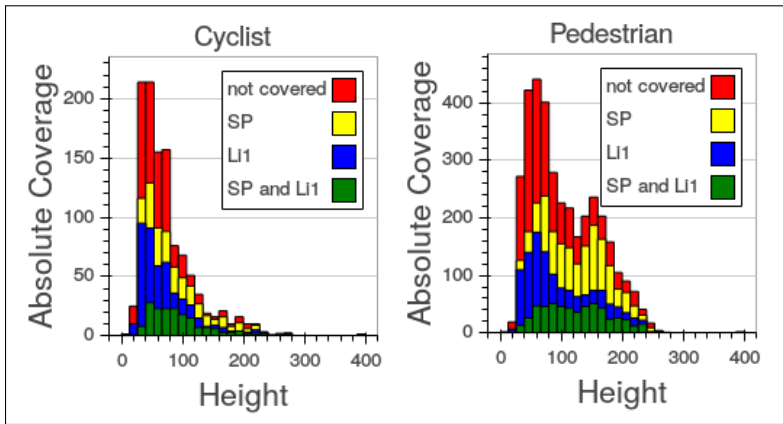 Cyclist
Absolute Coverage
200
150
100
50
0
not covered
SP
Li1
SP and Li1
0
100
200
300
400
Height
Pedestrian
Absolute Coverage
400
300
200
100
0
not covered
SP
Li1
SP and Li1
0
100
200
300
400
Height